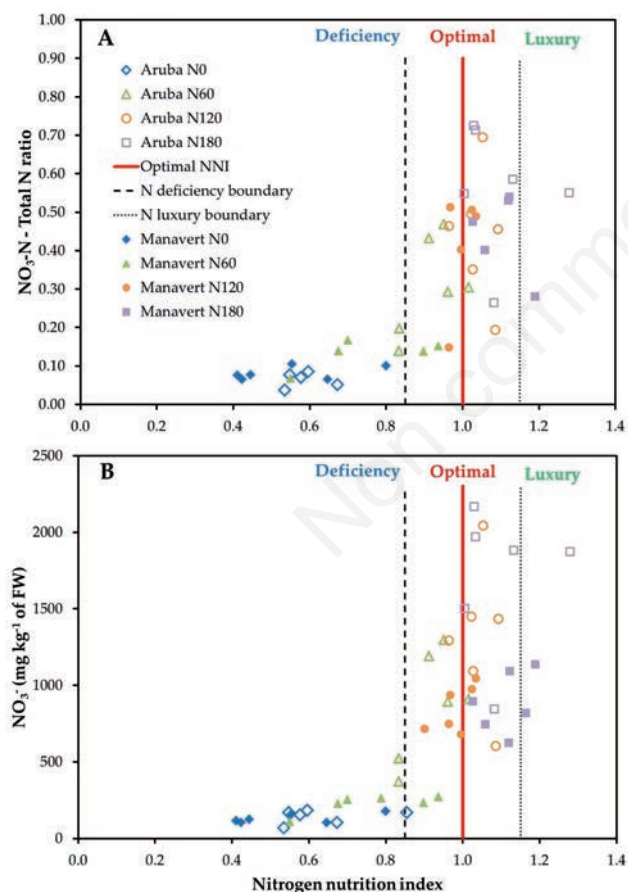 A
Deficiency Optimal Luxury
1.00
0.90
0.80
0.70
0.60
0.50
0.40
0.30
0.20
0.10
0.00
NO₃-N - Total N ratio
Aruba N0
Aruba N60
Aruba N120
Aruba N180
Optimal NNI
N deficiency boundary
N luxury boundary
Manavert N0
Manavert N60
Manavert N120
Manavert N180
0.0 0.2 0.4 0.6 0.8 1.0 1.2 1.4
B
Deficiency Optimal Luxury
2500
2000
1500
1000
500
0
NO₃⁻ (mg kg⁻¹ of FW)
0.0 0.2 0.4 0.6 0.8 1.0 1.2 1.4
Nitrogen nutrition index
Non comm